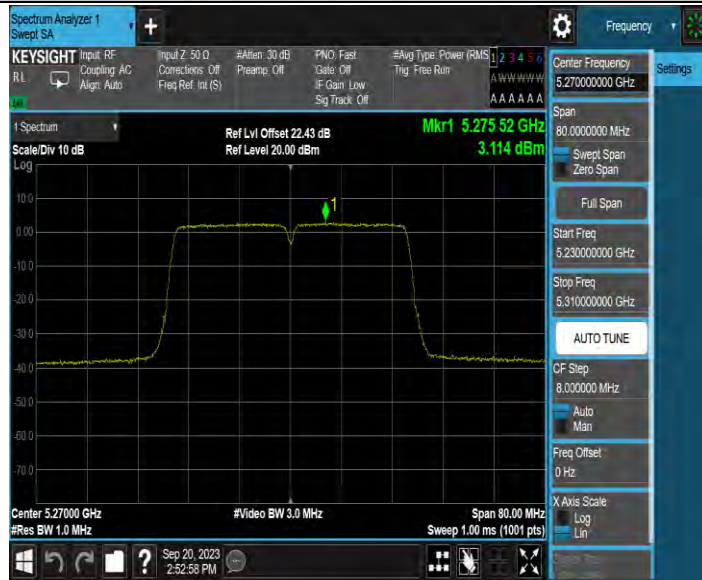 Spectrum Analyzer 1
Swept SA
+
Frequency
KEYSIGHT
RL
Input: RF
Coupling: AC
Align: Auto
Input Z: 50 Ω
Corrections: Off
Freq Ref: Int (S)
#Atten: 30 dB
Preamp: Off
PNO: Fast
Gate: Off
IF Gain: Low
Sig Track: Off
#Avg Type: Power (RMS
Trig: Free Run
1 2 3 4 5 6
A W W W W W
A A A A A A
1 Spectrum
Scale/Div 10 dB
Ref Lvl Offset 22.43 dB
Ref Level 20.00 dBm
Mkr1 5.275 52 GHz
3.114 dBm
Log
10.0
0.00
-10.0
-20.0
-30.0
-40.0
-50.0
-60.0
-70.0
1
Center 5.27000 GHz
#Res BW 1.0 MHz
#Video BW 3.0 MHz
Span 80.00 MHz
Sweep 1.00 ms (1001 pts)
Center Frequency
5.270000000 GHz
Settings
Span
80.0000000 MHz
Swept Span
Zero Span
Full Span
Start Freq
5.230000000 GHz
Stop Freq
5.310000000 GHz
AUTO TUNE
CF Step
8.000000 MHz
Auto
Man
Freq Offset
0 Hz
X Axis Scale
Log
Lin
?
Sep 20, 2023
2:52:58 PM